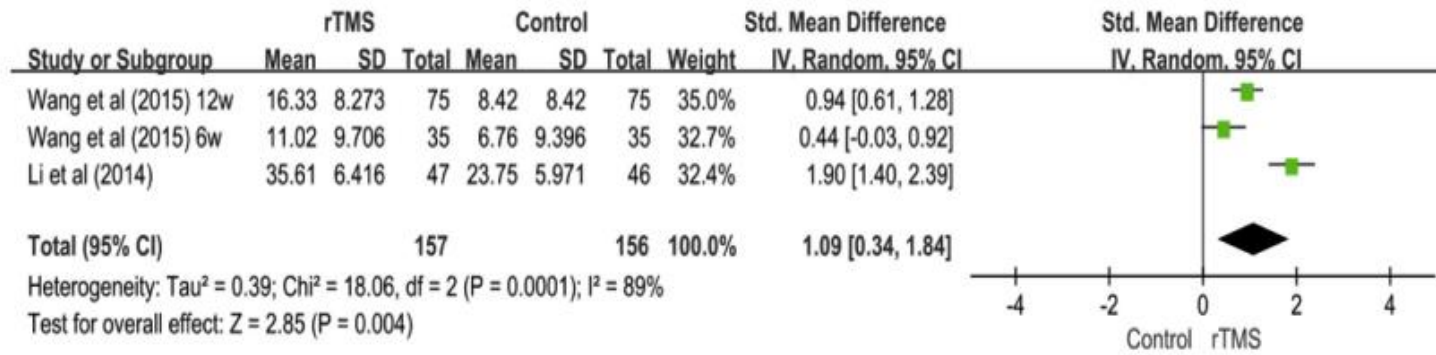 rTMS Control Std. Mean Difference Std. Mean Difference
Study or Subgroup Mean SD Total Mean SD Total Weight IV, Random, 95% CI IV, Random, 95% CI
Wang et al (2015) 12w 16.33 8.273 75 8.42 8.42 75 35.0% 0.94 [0.61, 1.28]
Wang et al (2015) 6w 11.02 9.706 35 6.76 9.396 35 32.7% 0.44 [-0.03, 0.92]
Li et al (2014) 35.61 6.416 47 23.75 5.971 46 32.4% 1.90 [1.40, 2.39]
Total (95% CI) 157 156 100.0% 1.09 [0.34, 1.84]
Heterogeneity: Tau² = 0.39; Chi² = 18.06, df = 2 (P = 0.0001); I² = 89%
Test for overall effect: Z = 2.85 (P = 0.004)
-4 -2 0 2 4
Control rTMS